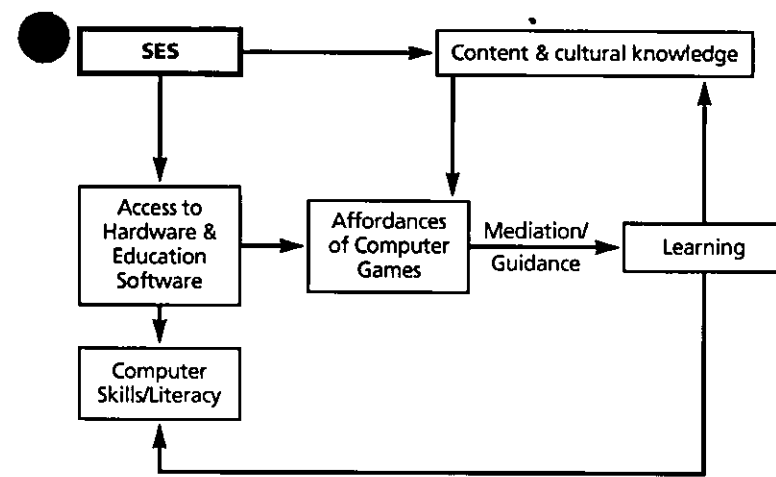 SES
Content & cultural knowledge
Access to
Hardware &
Education
Software
Affordances
of Computer
Games
Mediation/
Guidance
Learning
Computer
Skills/Literacy